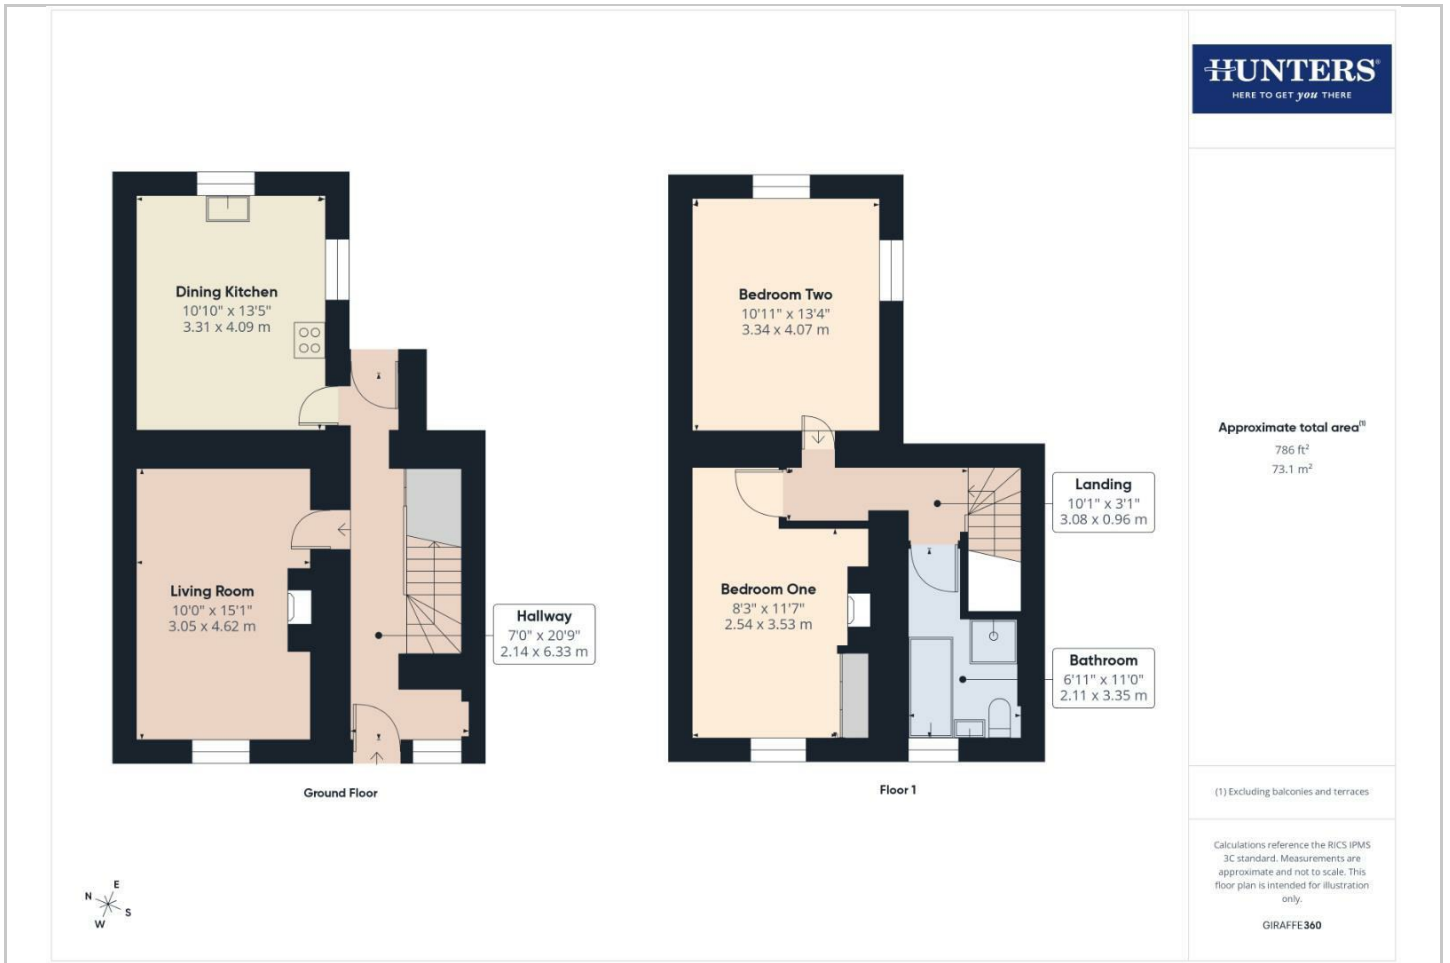 HUNTERS®
HERE TO GET you THERE
Dining Kitchen
10'10" x 13'5"
3.31 x 4.09 m
Living Room
10'0" x 15'1"
3.05 x 4.62 m
Hallway
7'0" x 20'9"
2.14 x 6.33 m
Ground Floor
Bedroom Two
10'11" x 13'4"
3.34 x 4.07 m
Landing
10'1" x 3'1"
3.08 x 0.96 m
Bedroom One
8'3" x 11'7"
2.54 x 3.53 m
Bathroom
6'11" x 11'0"
2.11 x 3.35 m
Floor 1
N
E
S
W
Approximate total area(1)
786 ft²
73.1 m²
(1) Excluding balconies and terraces
Calculations reference the RICS IPMS
3C standard. Measurements are
approximate and not to scale. This
floor plan is intended for illustration
only.
GIRAFFE360